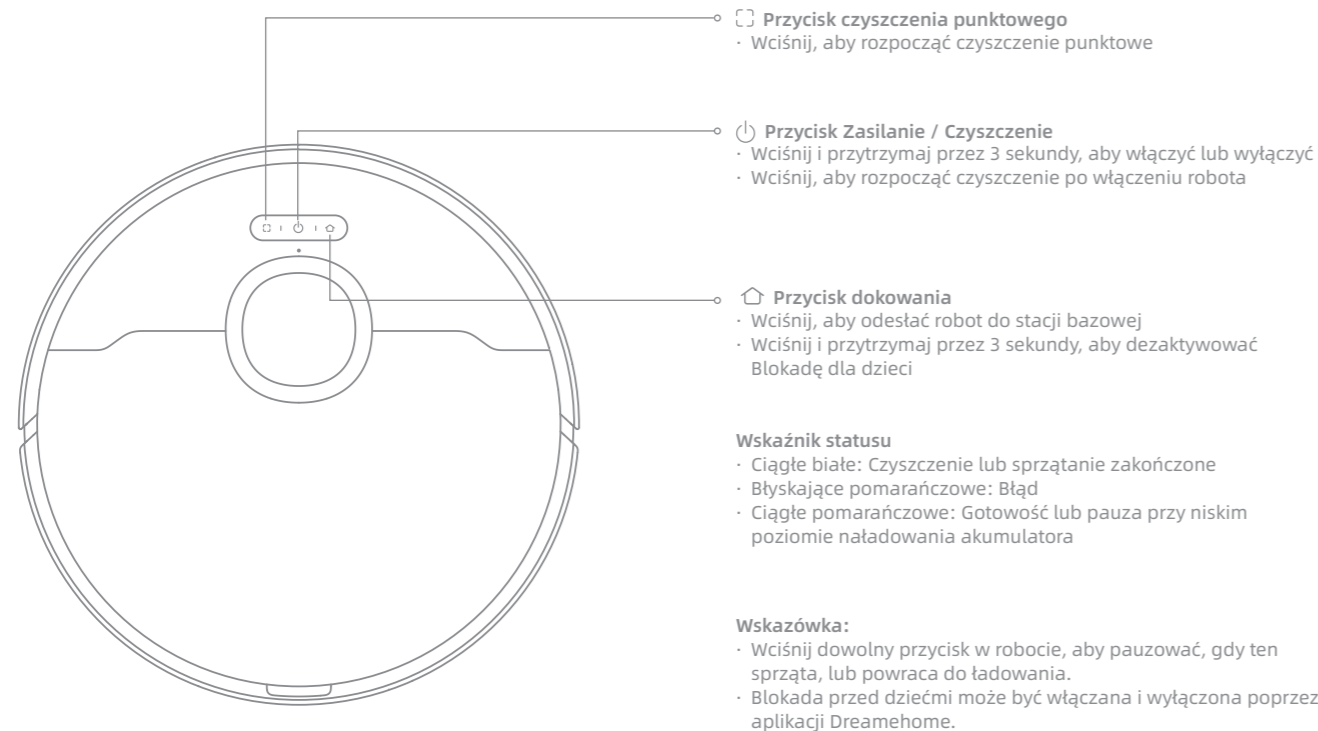 Przycisk czyszczenia punktowego
· Wciśnij, aby rozpocząć czyszczenie punktowe
Przycisk Zasilanie / Czyszczenie
· Wciśnij i przytrzymaj przez 3 sekundy, aby włączyć lub wyłączyć
· Wciśnij, aby rozpocząć czyszczenie po włączeniu robota
Przycisk dokowania
· Wciśnij, aby odesłać robot do stacji bazowej
· Wciśnij i przytrzymaj przez 3 sekundy, aby dezaktywować
Blokadę dla dzieci
Wskaźnik statusu
· Ciągłe białe: Czyszczenie lub sprzątanie zakończone
· Błyskające pomarańczowe: Błąd
· Ciągłe pomarańczowe: Gotowość lub pauza przy niskim
poziomie naładowania akumulatora
Wskazówka:
· Wciśnij dowolny przycisk w robocie, aby pauzować, gdy ten
sprząta, lub powraca do ładowania.
· Blokada przed dziećmi może być włączana i wyłączona poprzez
aplikacji Dreamehome.